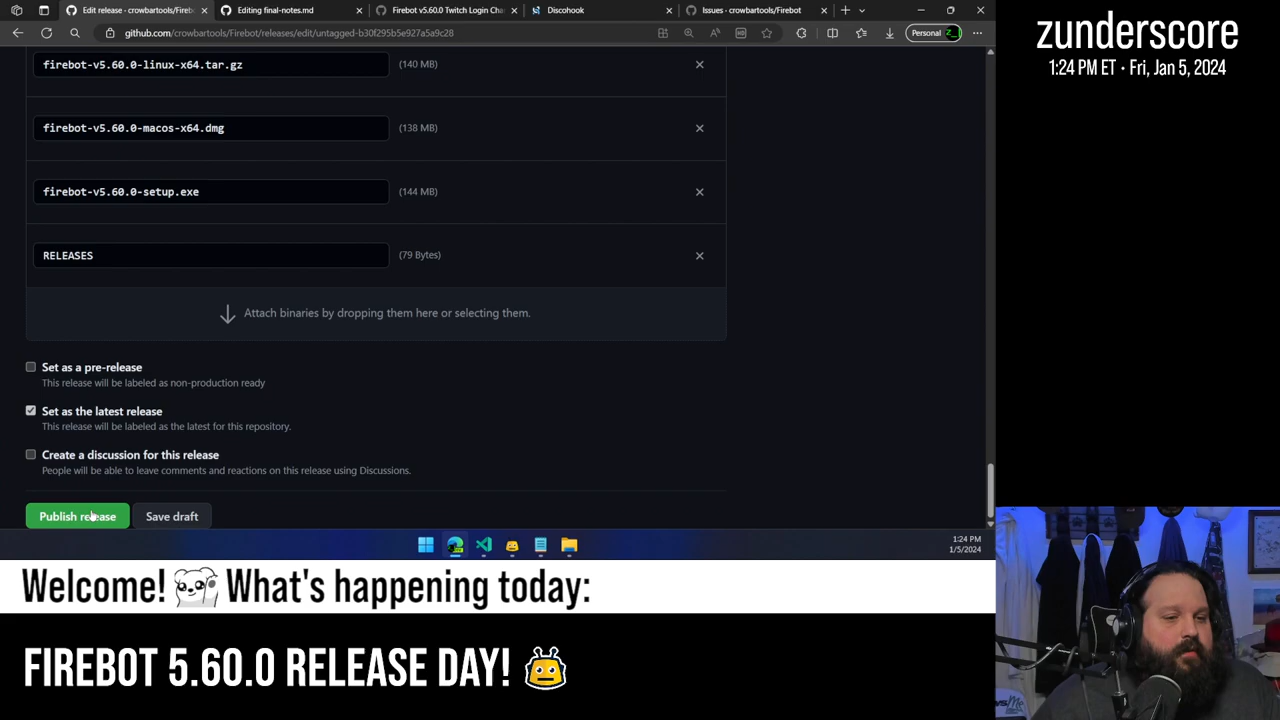 Edit release · crowbartools/Fireb
Editing final-notes.md
Firebot v5.60.0 Twitch Login Cha
Discohook
Issues · crowbartools/Firebot
github.com/crowbartools/Firebot/releases/edit/untagged-b30f295b5e927a5a9c28
Personal
firebot-v5.60.0-linux-x64.tar.gz
(140 MB)
firebot-v5.60.0-macos-x64.dmg
(138 MB)
firebot-v5.60.0-setup.exe
(144 MB)
RELEASES
(79 Bytes)
Attach binaries by dropping them here or selecting them.
Set as a pre-release
This release will be labeled as non-production ready
Set as the latest release
This release will be labeled as the latest for this repository.
Create a discussion for this release
People will be able to leave comments and reactions on this release using Discussions.
Publish release
Save draft
1:24 PM
1/5/2024
zunderscore
1:24 PM ET • Fri, Jan 5, 2024
Welcome! What's happening today:
FIREBOT 5.60.0 RELEASE DAY!